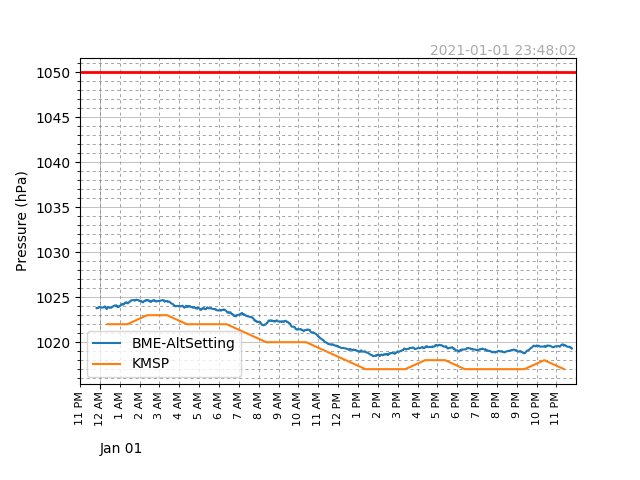 2021-01-01 23:48:02
Pressure (hPa)
1050
1045
1040
1035
1030
1025
1020
BME-AltSetting
KMSP
11 PM
12 AM
1 AM
2 AM
3 AM
4 AM
5 AM
6 AM
7 AM
8 AM
9 AM
10 AM
11 AM
12 PM
1 PM
2 PM
3 PM
4 PM
5 PM
6 PM
7 PM
8 PM
9 PM
10 PM
11 PM
Jan 01